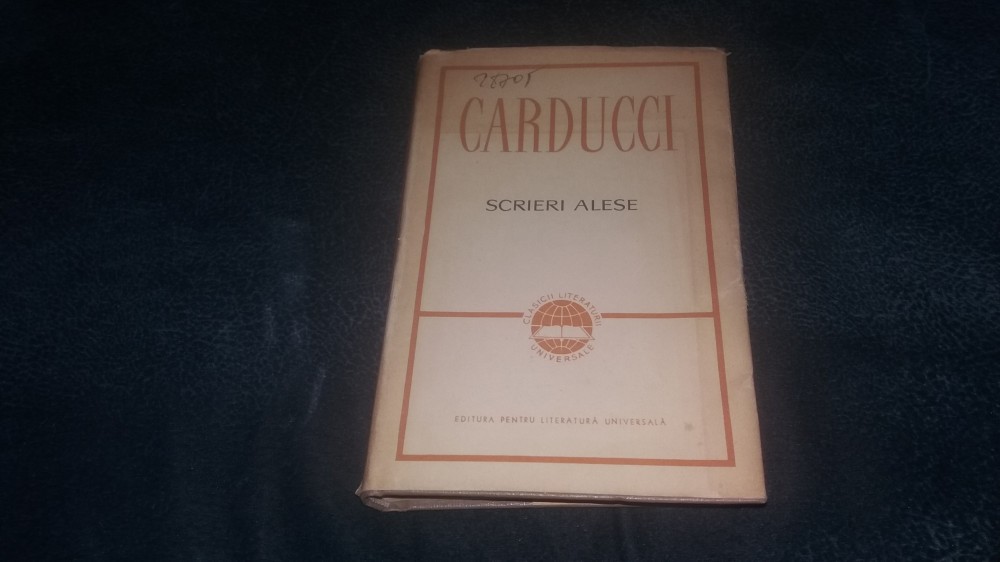 CARDUCCI
SCRIERI ALESE
CLASICII LITERATURII
UNIVERSALE
EDITURA PENTRU LITERATURĂ UNIVERSALĂ